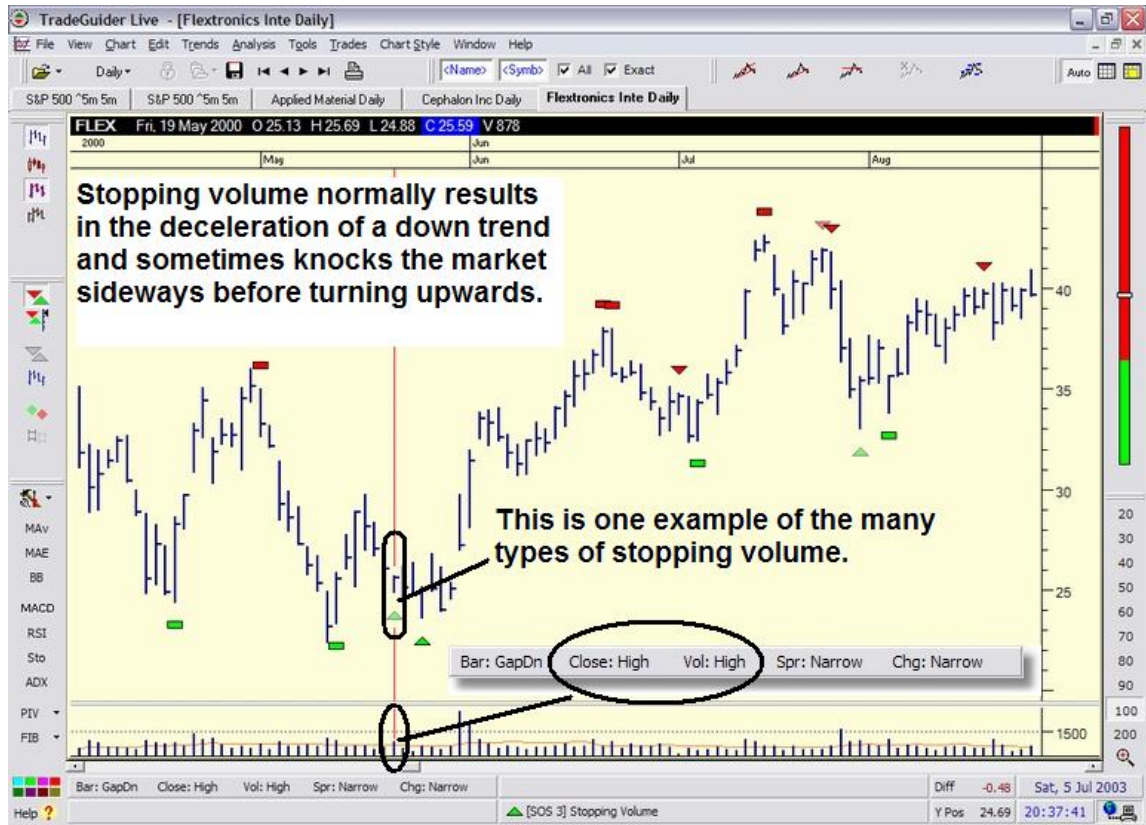 TradeGuider Live - [Flextronics Inte Daily]
File View Chart Edit Trends Analysis Tools Trades Chart Style Window Help
Daily <Name> <Symb> All Exact Auto
S&P 500 ^5m 5m S&P 500 ^5m 5m Applied Material Daily Cephalon Inc Daily Flextronics Inte Daily
FLEX Fri, 19 May 2000 O 25.13 H 25.69 L 24.88 C 25.59 V 878
2000 Jun
May Jun Jul Aug
Stopping volume normally results
in the deceleration of a down trend
and sometimes knocks the market
sideways before turning upwards.
40
35
30
This is one example of the many
types of stopping volume.
25
Bar: GapDn Close: High Vol: High Spr: Narrow Chg: Narrow
1500
MAv
MAE
BB
MACD
RSI
Sto
ADX
PIV
FIB
20
30
40
50
60
70
80
90
100
200
Bar: GapDn Close: High Vol: High Spr: Narrow Chg: Narrow Diff -0.48 Sat, 5 Jul 2003
Help ? [SOS 3] Stopping Volume Y Pos 24.69 20:37:41